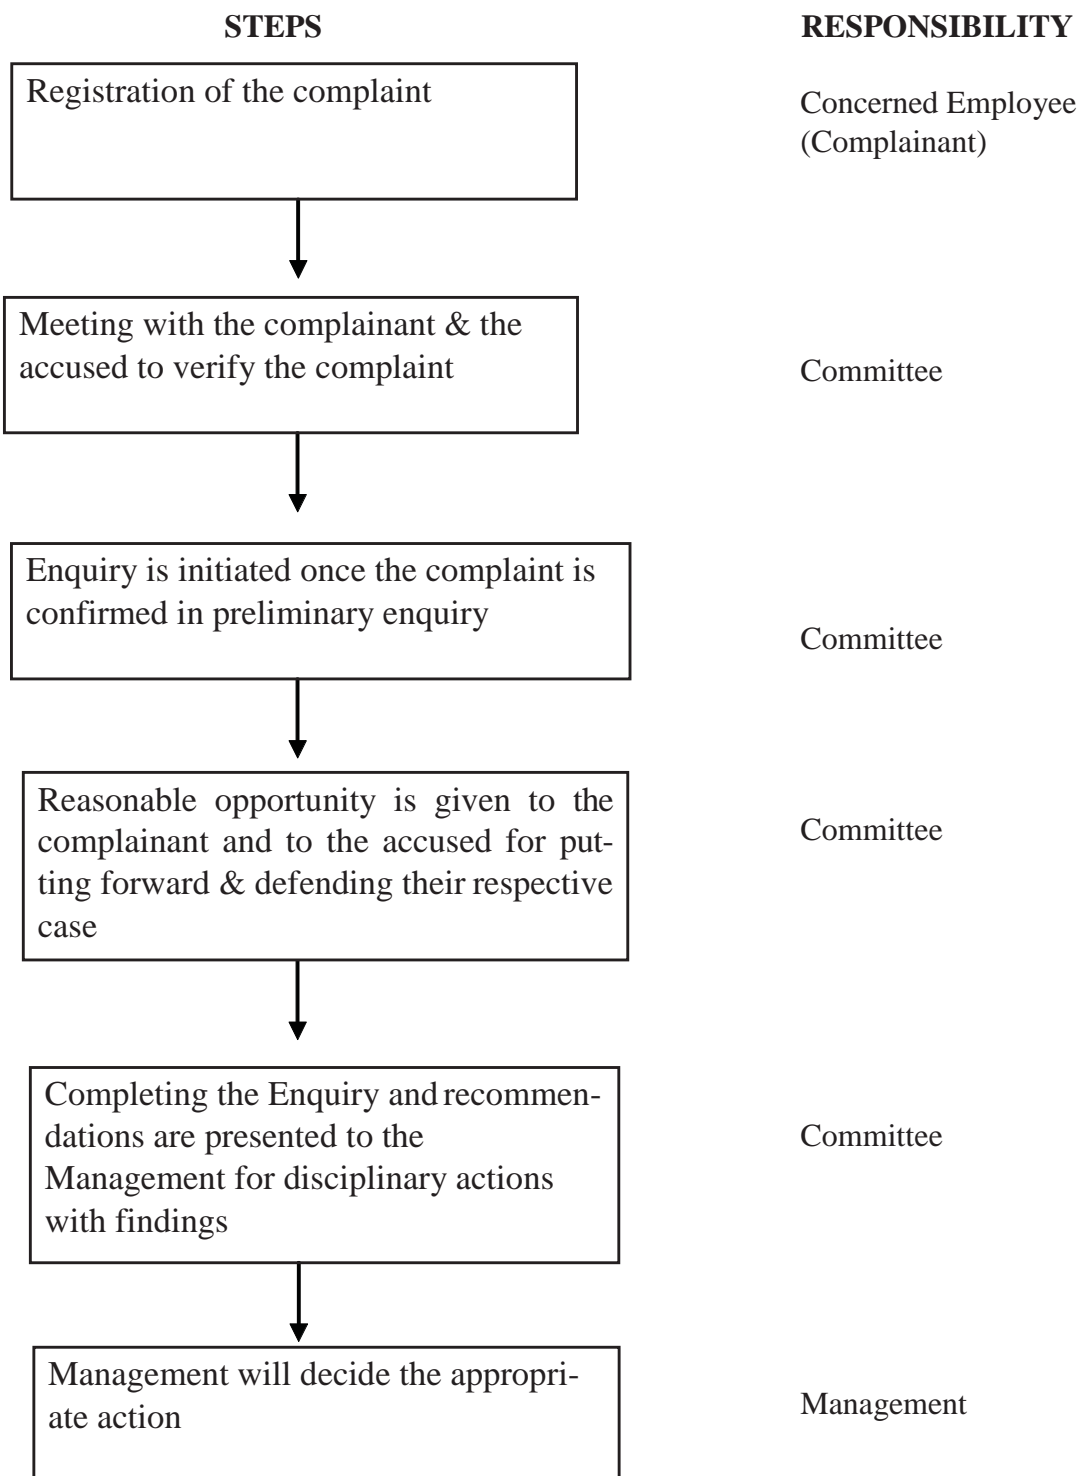 STEPS RESPONSIBILITY
Registration of the complaint
Concerned Employee
(Complainant)
Meeting with the complainant & the
accused to verify the complaint
Committee
Enquiry is initiated once the complaint is
confirmed in preliminary enquiry
Committee
Reasonable opportunity is given to the
complainant and to the accused for put-
ting forward & defending their respective
case
Committee
Completing the Enquiry and recommen-
dations are presented to the
Management for disciplinary actions
with findings
Committee
Management will decide the appropri-
ate action
Management